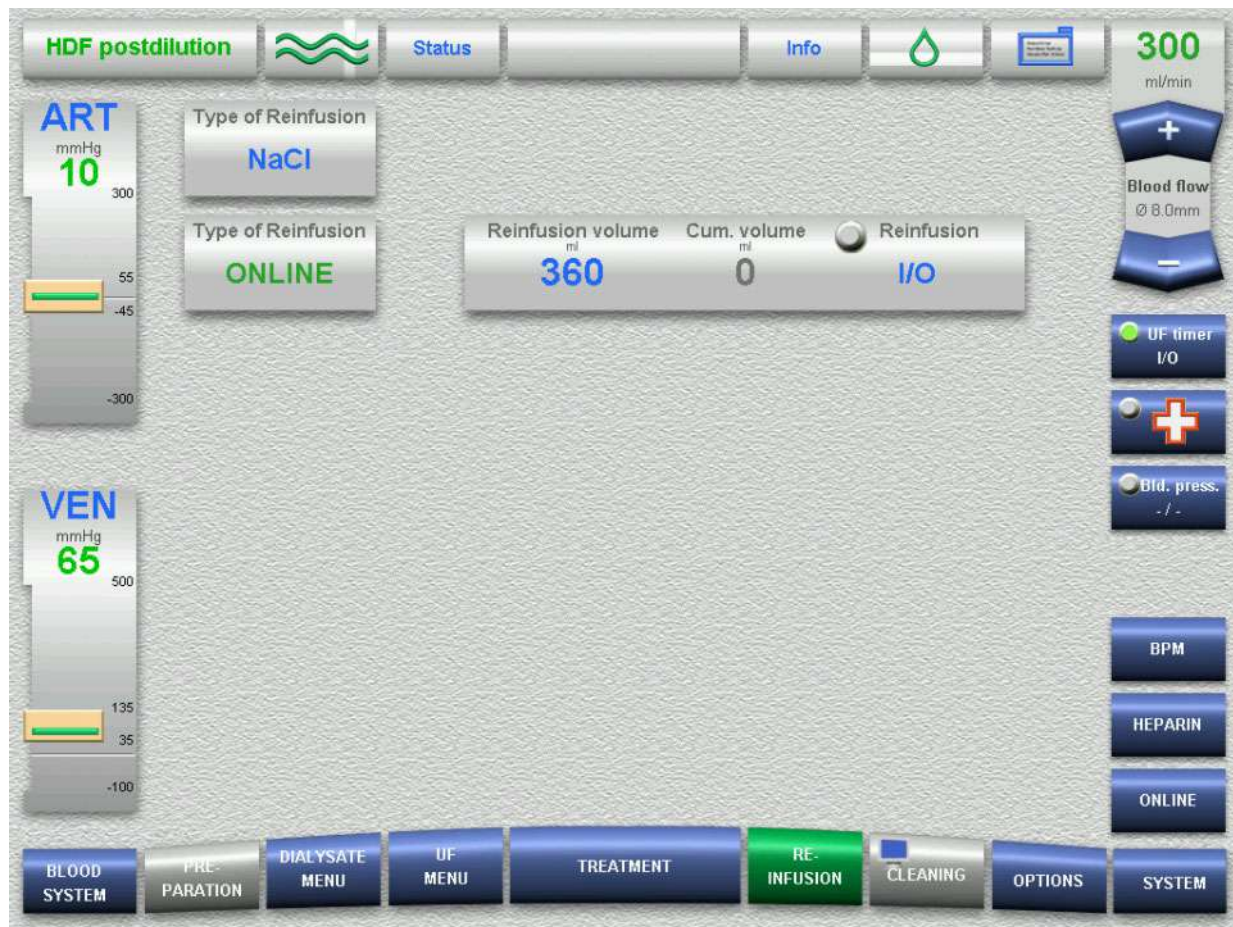 HDF postdilution
Status
Info
300
ml/min
ART
mmHg
10
300
55
-45
-300
Type of Reinfusion
NaCl
Type of Reinfusion
ONLINE
Reinfusion volume
ml
360
Cum. volume
ml
0
Reinfusion
I/O
+
Blood flow
Ø 8.0mm
–
UF timer
I/O
Bld. press.
- / -
VEN
mmHg
65
500
135
35
-100
BPM
HEPARIN
ONLINE
BLOOD
SYSTEM
PRE-
PARATION
DIALYSATE
MENU
UF
MENU
TREATMENT
RE-
INFUSION
CLEANING
OPTIONS
SYSTEM